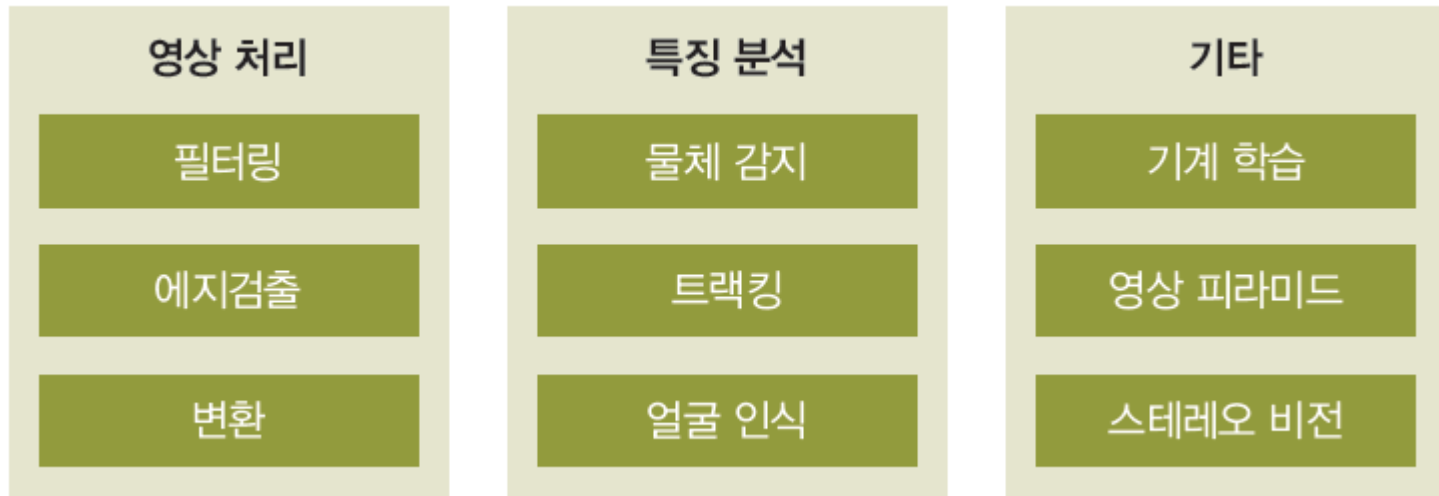 영상 처리
필터링
에지검출
변환
특징 분석
물체 감지
트랙킹
얼굴 인식
기타
기계 학습
영상 피라미드
스테레오 비전